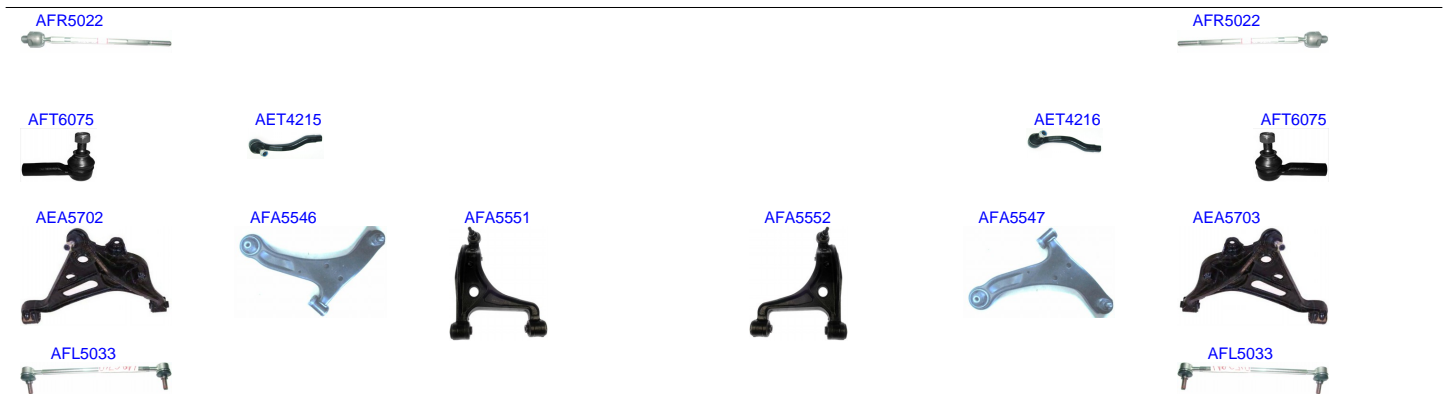 AFR5022 AFR5022
AFT6075 AET4215 AET4216 AFT6075
AEA5702 AFA5546 AFA5551 AFA5552 AFA5547 AEA5703
AFL5033 AFL5033